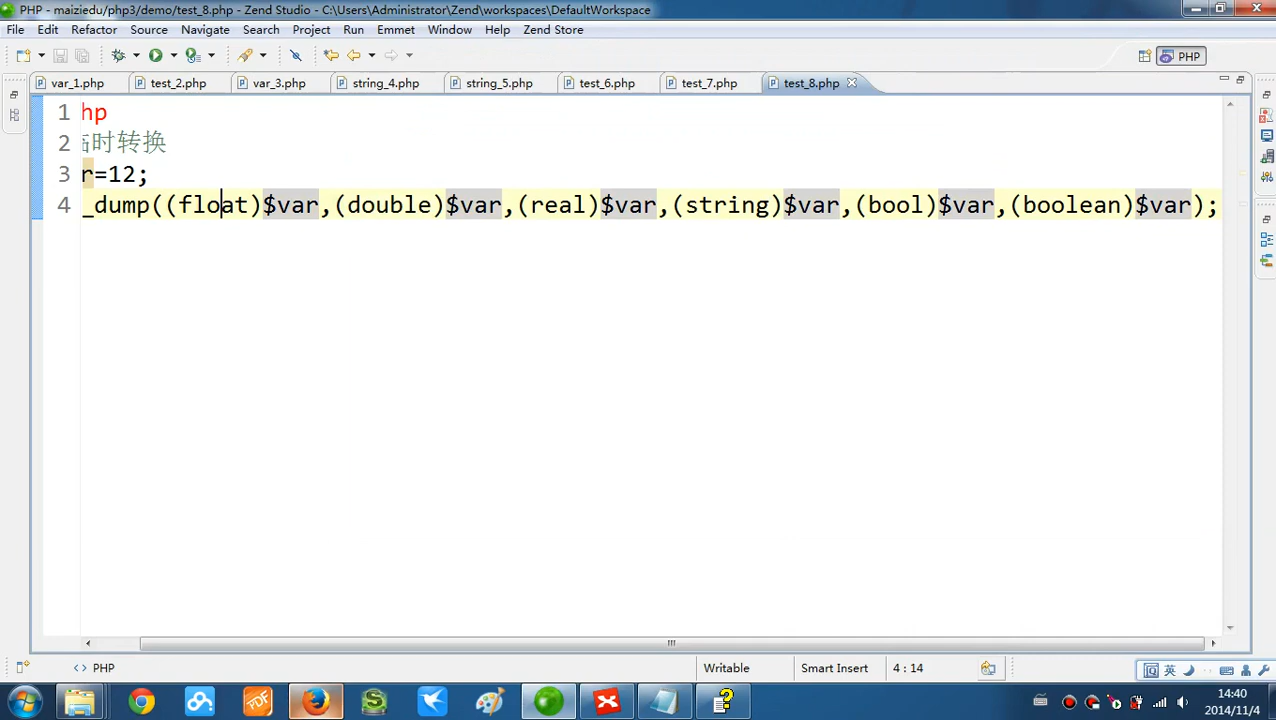 PHP - maiziedu/php3/demo/test_8.php - Zend Studio - C:\Users\Administrator\Zend\workspaces\DefaultWorkspace
File Edit Refactor Source Navigate Search Project Run Emmet Window Help Zend Store
PHP
var_1.php test_2.php var_3.php string_4.php string_5.php test_6.php test_7.php test_8.php
1 hp
2 时转换
3 r=12;
4 _dump((float)$var,(double)$var,(real)$var,(string)$var,(bool)$var,(boolean)$var);
<> PHP Writable Smart Insert 4 : 14
英
PDF
14:40
2014/11/4